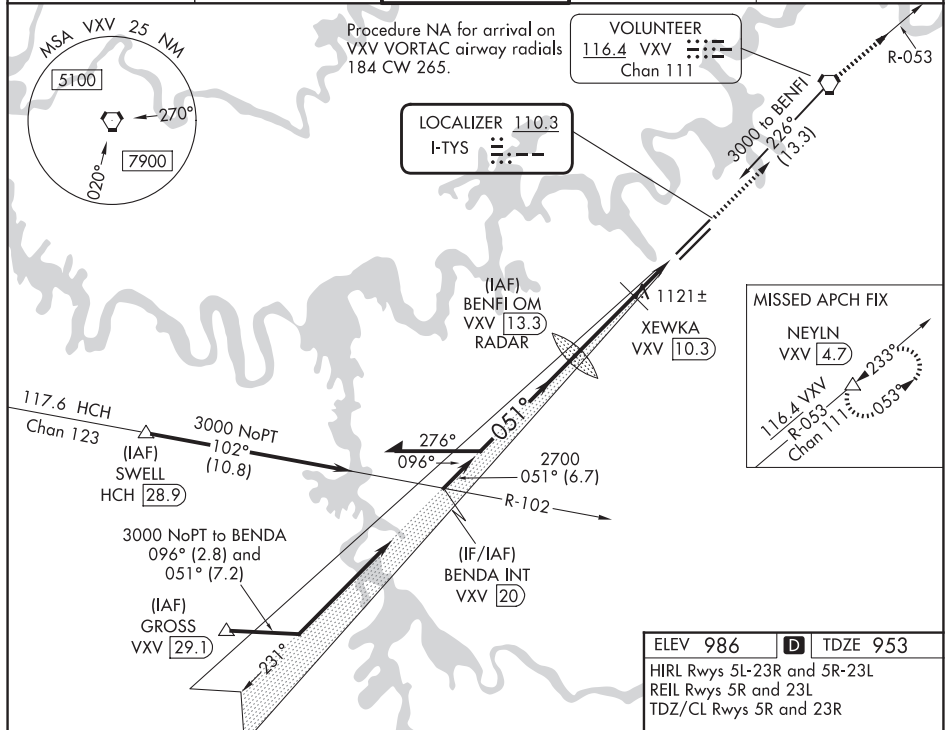 MSA VXV 25 NM
5100
270°
020°
7900
Procedure NA for arrival on
VXV VORTAC airway radials
184 CW 265.
VOLUNTEER
116.4 VXV
Chan 111
R-053
LOCALIZER 110.3
I-TYS
3000 to BENFI
226°
(13.3)
(IAF)
BENFI OM
VXV 13.3
RADAR
1121±
XEWKA
VXV 10.3
MISSED APCH FIX
NEYLN
VXV 4.7
233°
053°
116.4 VXV
R-053
Chan 111
117.6 HCH
Chan 123
3000 NoPT
102°
(10.8)
(IAF)
SWELL
HCH 28.9
276°
096°
051°
2700
051° (6.7)
R-102
3000 NoPT to BENDA
096° (2.8) and
051° (7.2)
(IF/IAF)
BENDA INT
VXV 20
(IAF)
GROSS
VXV 29.1
231°
ELEV 986 D TDZE 953
HIRL Rwys 5L-23R and 5R-23L
REIL Rwys 5R and 23L
TDZ/CL Rwys 5R and 23R